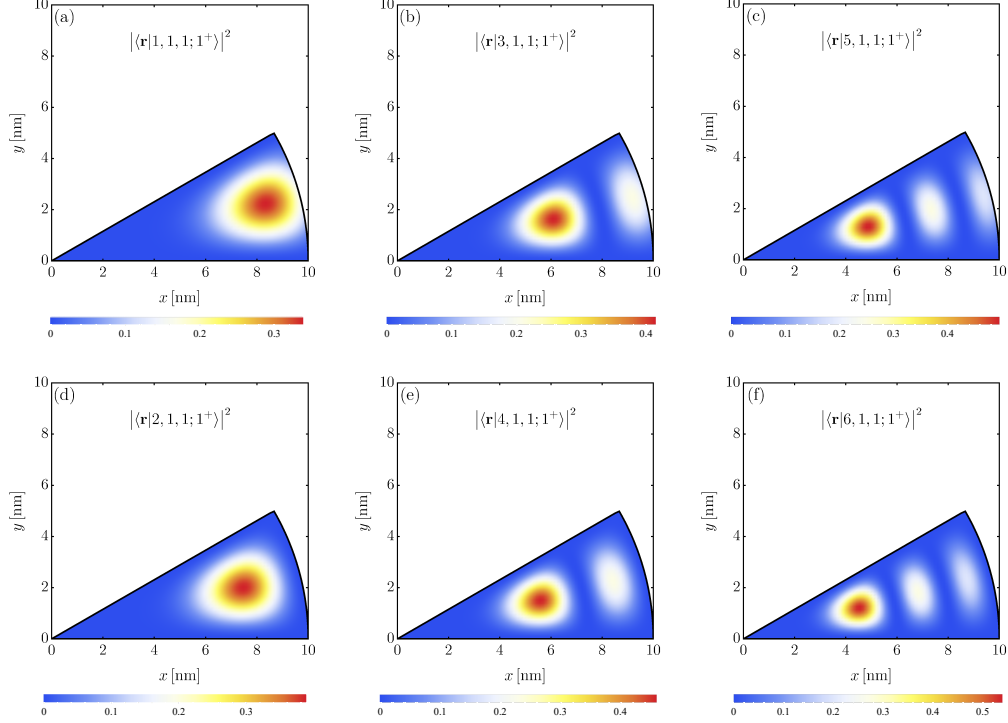 (a)
|⟨r|1, 1, 1; 1⁺⟩|²
10
8
6
4
2
0
y [nm]
0 2 4 6 8 10
x [nm]
0 0.1 0.2 0.3
(b)
|⟨r|3, 1, 1; 1⁺⟩|²
10
8
6
4
2
0
y [nm]
0 2 4 6 8 10
x [nm]
0 0.1 0.2 0.3 0.4
(c)
|⟨r|5, 1, 1; 1⁺⟩|²
10
8
6
4
2
0
y [nm]
0 2 4 6 8 10
x [nm]
0 0.1 0.2 0.3 0.4
(d)
|⟨r|2, 1, 1; 1⁺⟩|²
10
8
6
4
2
0
y [nm]
0 2 4 6 8 10
x [nm]
0 0.1 0.2 0.3
(e)
|⟨r|4, 1, 1; 1⁺⟩|²
10
8
6
4
2
0
y [nm]
0 2 4 6 8 10
x [nm]
0 0.1 0.2 0.3 0.4
(f)
|⟨r|6, 1, 1; 1⁺⟩|²
10
8
6
4
2
0
y [nm]
0 2 4 6 8 10
x [nm]
0 0.1 0.2 0.3 0.4 0.5